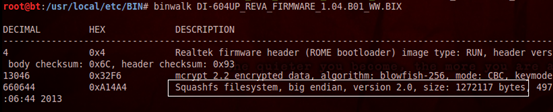 root@bt:/usr/local/etc/BIN# binwalk DI-604UP_REVA_FIRMWARE_1.04.B01_WW.BIX
DECIMAL HEX DESCRIPTION
-------------------------------------------------------------------------------------------------------
4 0x4 Realtek firmware header (ROME bootloader) image type: RUN, header vers
body checksum: 0x6C, header checksum: 0x93
13046 0x32F6 mcrypt 2.2 encrypted data, algorithm: blowfish-256, mode: CBC, keymode
660644 0xA14A4 Squashfs filesystem, big endian, version 2.0, size: 1272117 bytes, 497
:06:44 2013